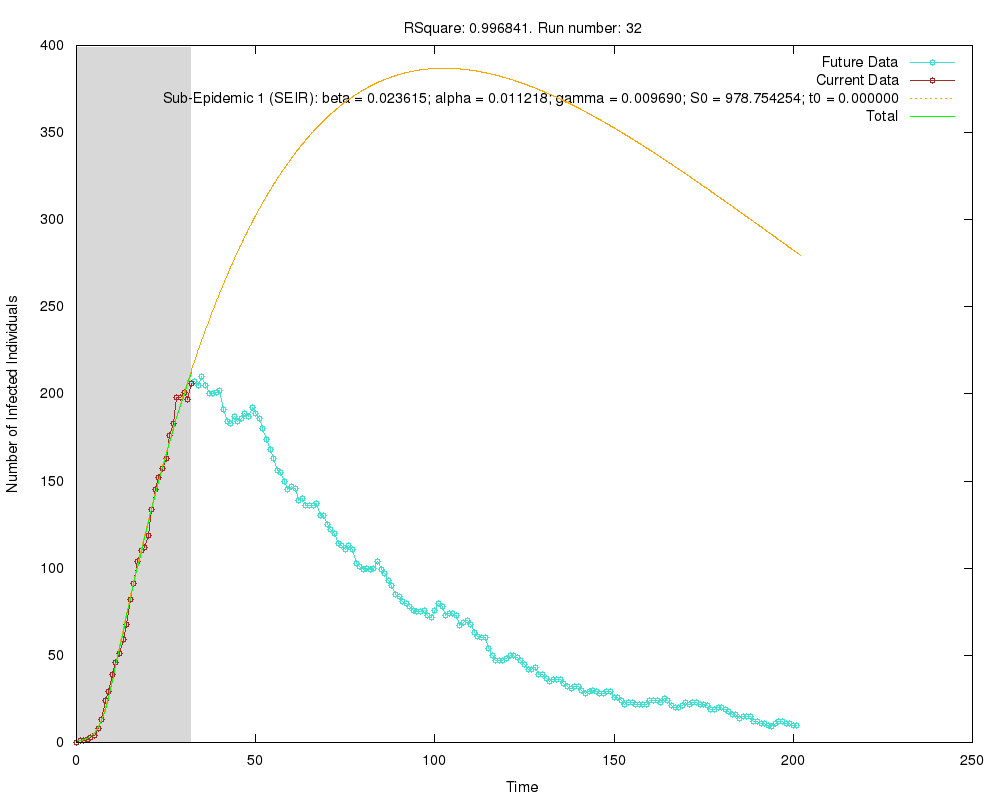 RSquare: 0.996841. Run number: 32
400
350
300
250
200
150
100
50
0
Number of Infected Individuals
Future Data
Current Data
Sub-Epidemic 1 (SEIR): beta = 0.023615; alpha = 0.011218; gamma = 0.009690; S0 = 978.754254; t0 = 0.000000
Total
0 50 100 150 200 250
Time